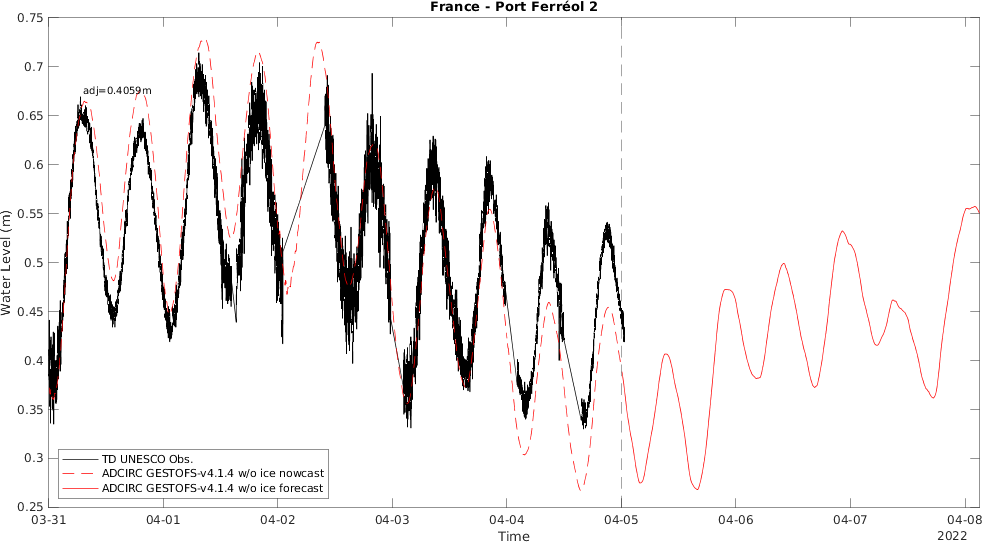 France - Port Ferréol 2
adj=0.4059m
Water Level (m)
0.75
0.7
0.65
0.6
0.55
0.5
0.45
0.4
0.35
0.3
0.25
TD UNESCO Obs.
ADCIRC GESTOFS-v4.1.4 w/o ice nowcast
ADCIRC GESTOFS-v4.1.4 w/o ice forecast
03-31 04-01 04-02 04-03 04-04 04-05 04-06 04-07 04-08
Time
2022